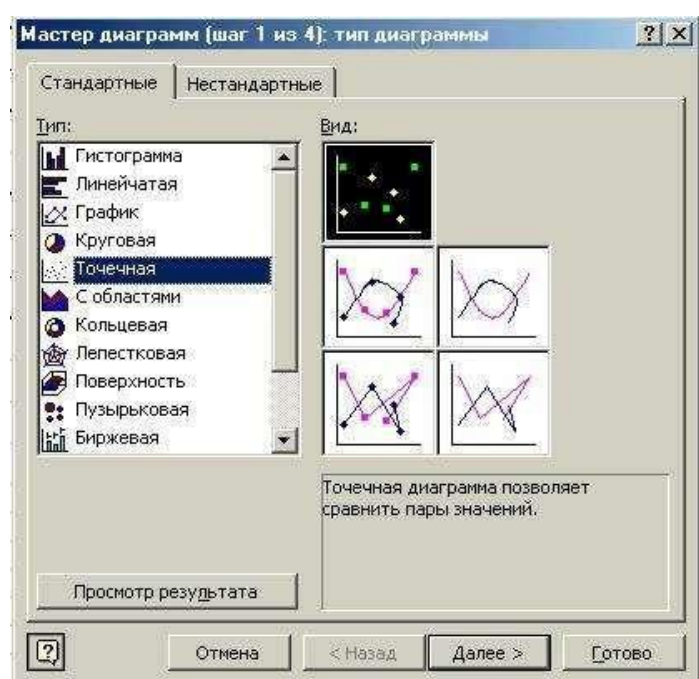 Мастер диаграмм (шаг 1 из 4): тип диаграммы
Стандартные
Нестандартные
Тип:
Гистограмма
Линейчатая
График
Круговая
Точечная
С областями
Кольцевая
Лепестковая
Поверхность
Пузырьковая
Биржевая
Вид:
Точечная диаграмма позволяет
сравнить пары значений.
Просмотр результата
Отмена
< Назад
Далее >
Готово